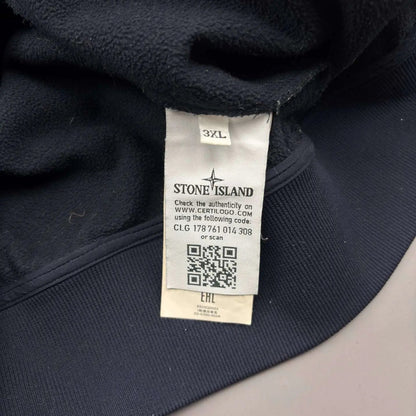 3XL
STONE ISLAND
Check the authenticity on
WWW.CERTILOGO.COM
using the following code:
CLG 178 761 014 308
or scan
EAC